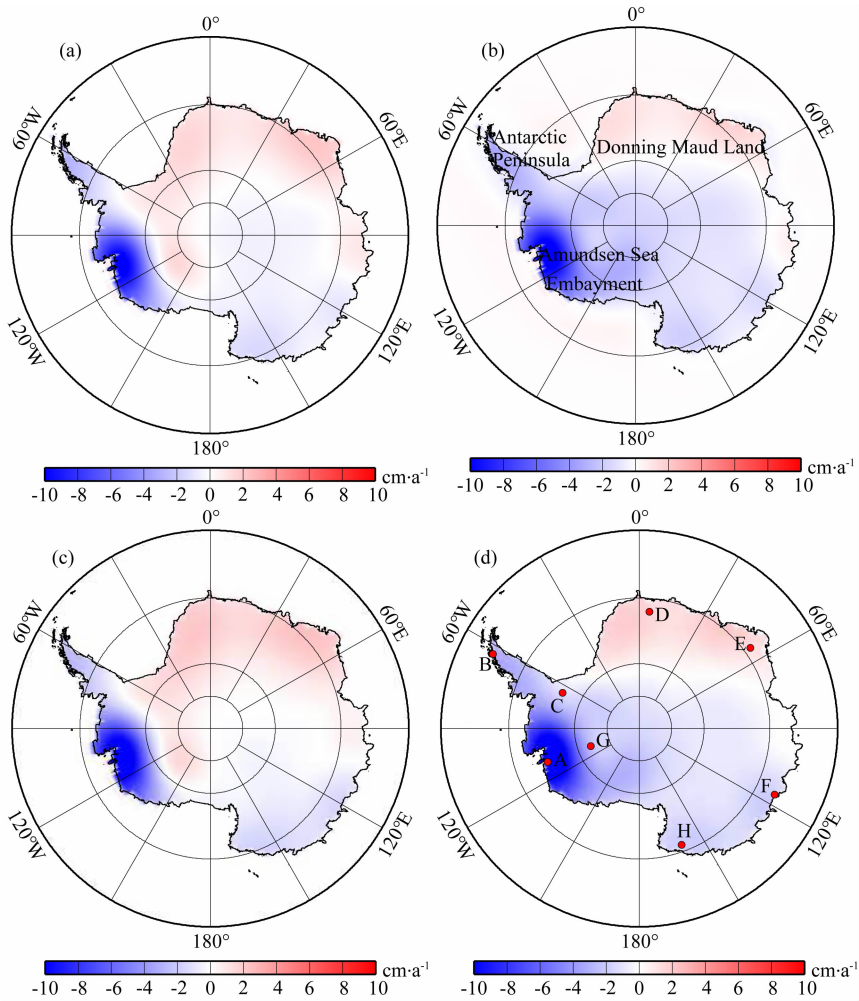 0°
0°
(a)
(b)
60°W
60°E
60°W
60°E
Antarctic
Peninsula
Donning Maud Land
Amundsen Sea
Embayment
120°W
120°E
120°W
120°E
180°
180°
cm·a⁻¹
cm·a⁻¹
-10 -8 -6 -4 -2 0 2 4 6 8 10
-10 -8 -6 -4 -2 0 2 4 6 8 10
0°
0°
(c)
(d)
60°W
60°E
60°W
60°E
D
E
B
C
G
A
F
H
120°W
120°E
120°W
120°E
180°
180°
cm·a⁻¹
cm·a⁻¹
-10 -8 -6 -4 -2 0 2 4 6 8 10
-10 -8 -6 -4 -2 0 2 4 6 8 10